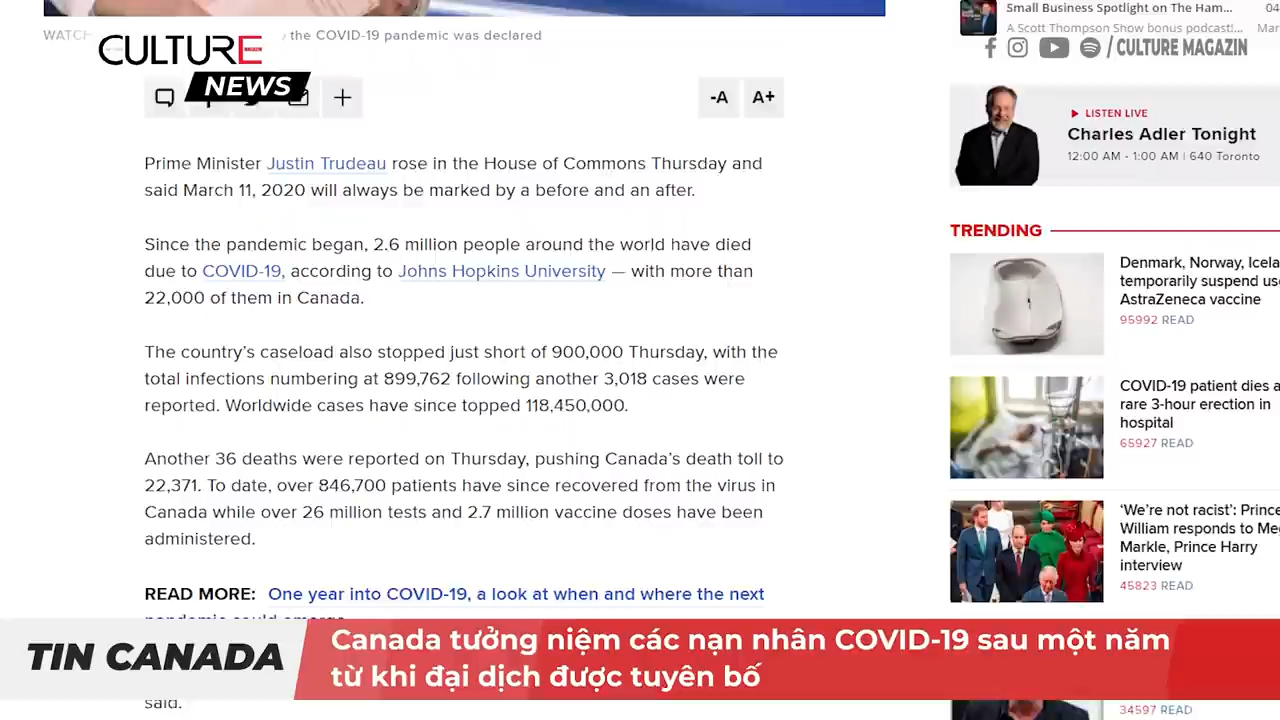 WATCH
the COVID-19 pandemic was declared
CULTURE
NEWS
-A A+
Small Business Spotlight on The Ham...
A Scott Thompson Show bonus podcast!...
04
Mar
/ CULTURE MAGAZIN
LISTEN LIVE
Charles Adler Tonight
12:00 AM - 1:00 AM | 640 Toronto
Prime Minister Justin Trudeau rose in the House of Commons Thursday and
said March 11, 2020 will always be marked by a before and an after.
Since the pandemic began, 2.6 million people around the world have died
due to COVID-19, according to Johns Hopkins University — with more than
22,000 of them in Canada.
The country’s caseload also stopped just short of 900,000 Thursday, with the
total infections numbering at 899,762 following another 3,018 cases were
reported. Worldwide cases have since topped 118,450,000.
Another 36 deaths were reported on Thursday, pushing Canada’s death toll to
22,371. To date, over 846,700 patients have since recovered from the virus in
Canada while over 26 million tests and 2.7 million vaccine doses have been
administered.
READ MORE: One year into COVID-19, a look at when and where the next
said.
TRENDING
Denmark, Norway, Icela
temporarily suspend us
AstraZeneca vaccine
95992 READ
COVID-19 patient dies a
rare 3-hour erection in
hospital
65927 READ
‘We’re not racist’: Prince
William responds to Me
Markle, Prince Harry
interview
45823 READ
34597 READ
TIN CANADA
Canada tưởng niệm các nạn nhân COVID-19 sau một năm
từ khi đại dịch được tuyên bố